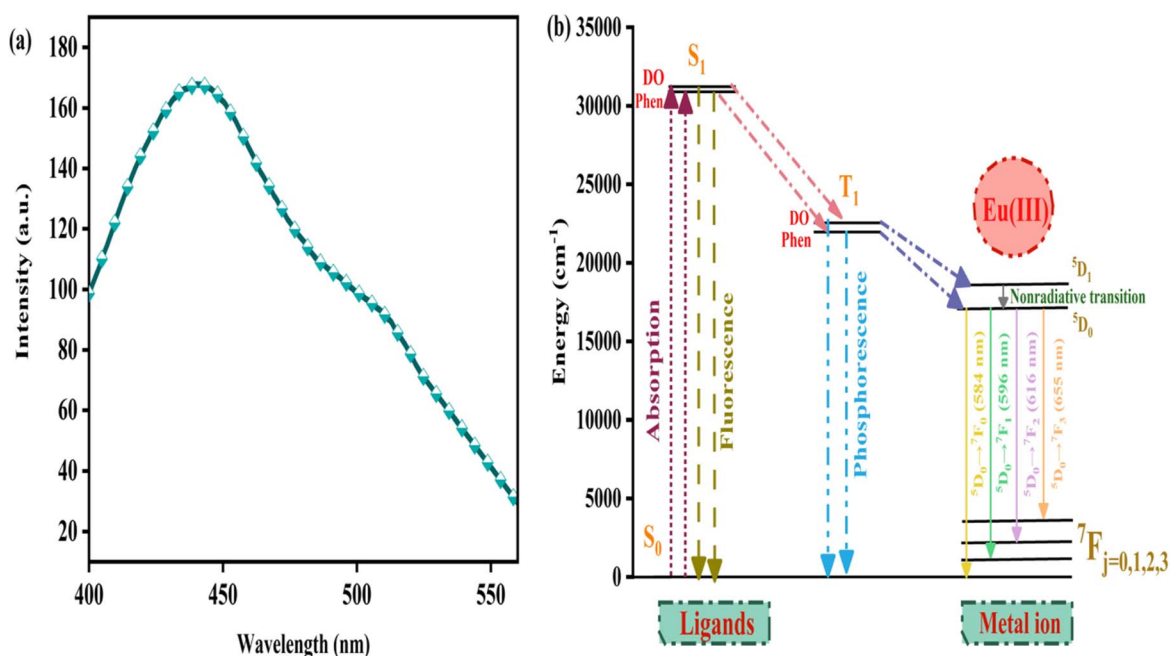 (a)
180
160
140
120
100
80
60
40
20
400
450
500
550
Intensity (a.u.)
Wavelength (nm)
(b)
35000
30000
25000
20000
15000
10000
5000
0
Energy (cm⁻¹)
S₁
DO
Phen
T₁
DO
Phen
Eu(III)
⁵D₁
Nonradiative transition
⁵D₀
Absorption
Fluorescence
Phosphorescence
⁵D₀→⁷F₀ (584 nm)
⁵D₀→⁷F₁ (596 nm)
⁵D₀→⁷F₂ (616 nm)
⁵D₀→⁷F₃ (655 nm)
S₀
⁷Fⱼ₌₀,₁,₂,₃
Ligands
Metal ion